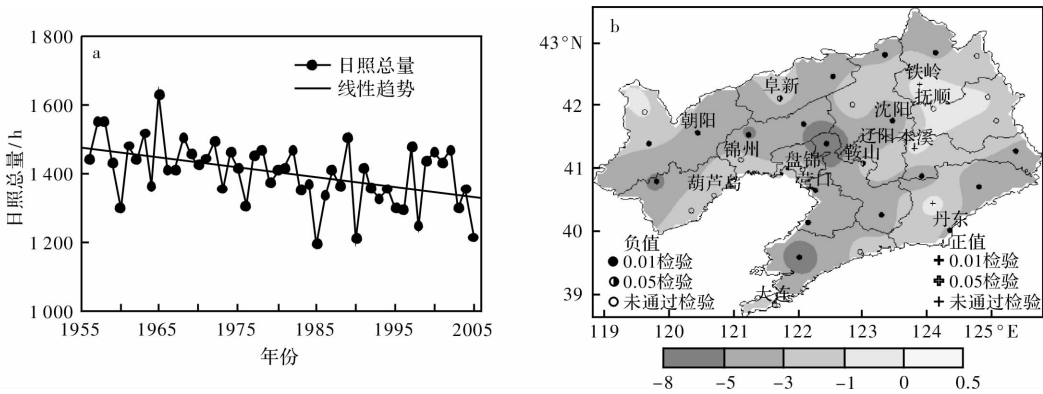 a
1 800
1 600
1 400
1 200
1 000
日照总量/h
日照总量
线性趋势
1955
1965
1975
1985
1995
2005
年份
b
43°N
42
41
40
39
119
120
121
122
123
124
125°E
铁岭
抚顺
阜新
沈阳
朝阳
辽阳
本溪
锦州
鞍山
盘锦
葫芦岛
营口
丹东
大连
负值
0.01检验
0.05检验
未通过检验
正值
0.01检验
0.05检验
未通过检验
-8
-5
-3
-1
0
0.5